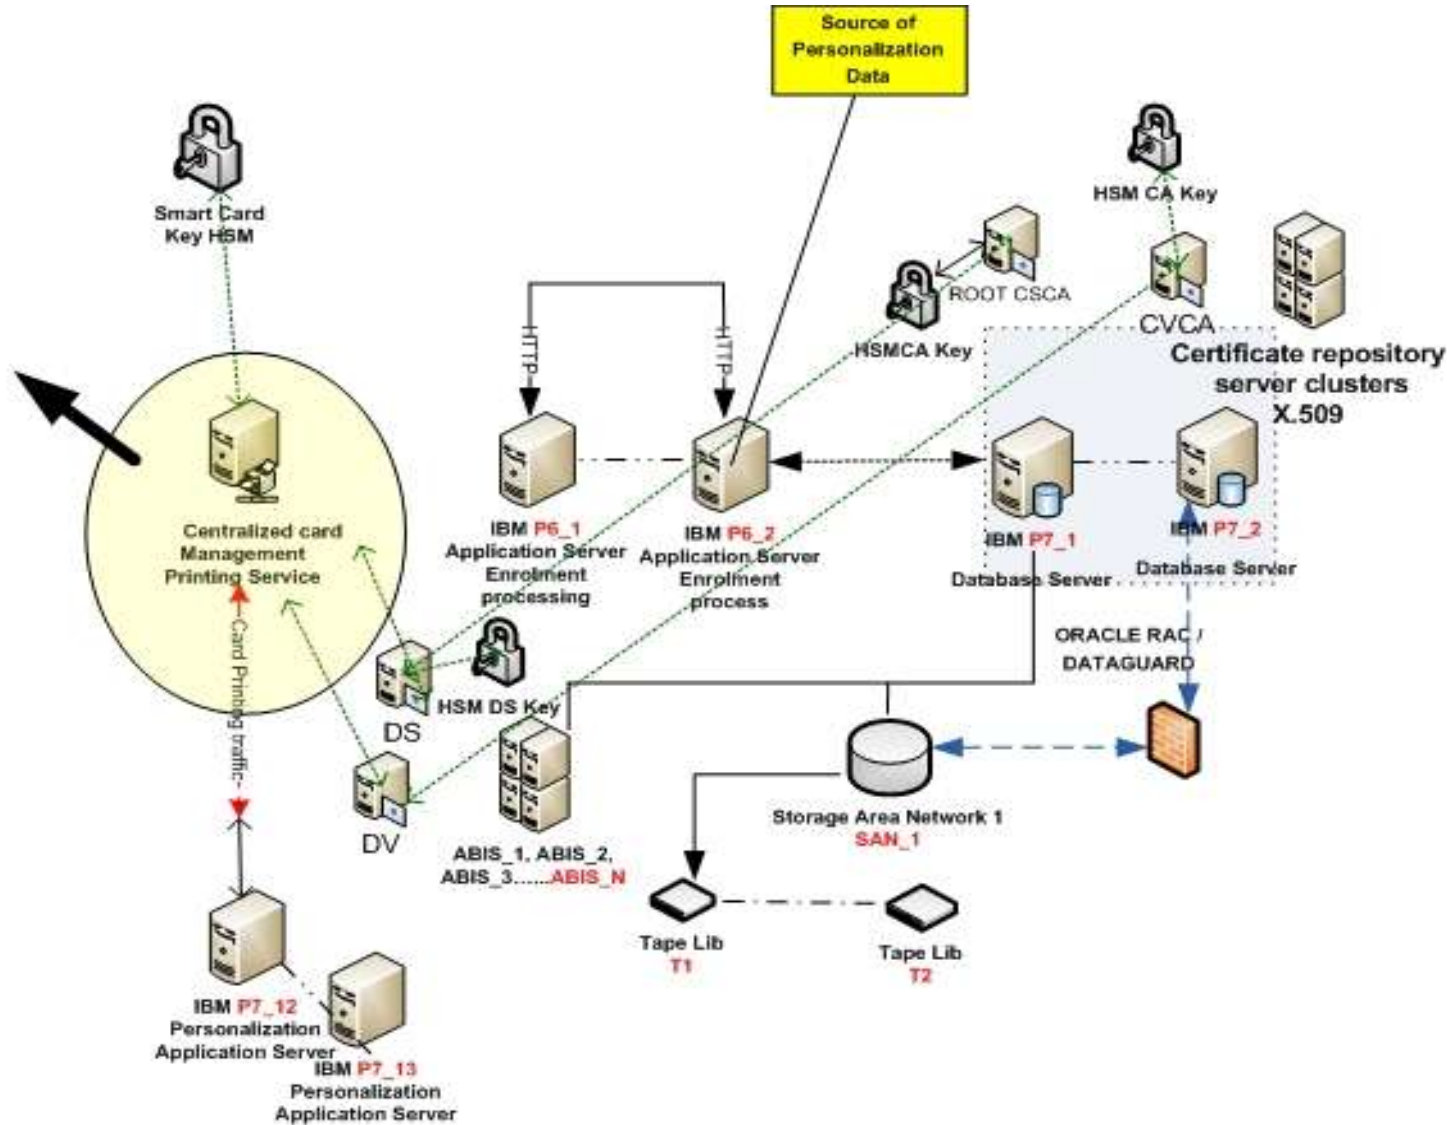 Source of
Personalization
Data
Smart Card
Key HSM
HSM CA Key
ROOT CSCA
HSMCA Key
CVCA
Certificate repository
server clusters
X.509
HTTP
HTTP
Centralized card
Management
Printing Service
IBM P6_1
Application Server
Enrolment
processing
IBM P6_2
Application Server
Enrolment
process
IBM P7_1
Database Server
IBM P7_2
Database Server
ORACLE RAC /
DATAGUARD
Card Printing traffic
DS
HSM DS Key
DV
ABIS_1, ABIS_2,
ABIS_3......ABIS_N
Storage Area Network 1
SAN_1
Tape Lib
T1
Tape Lib
T2
IBM P7_12
Personalization
Application Server
IBM P7_13
Personalization
Application Server